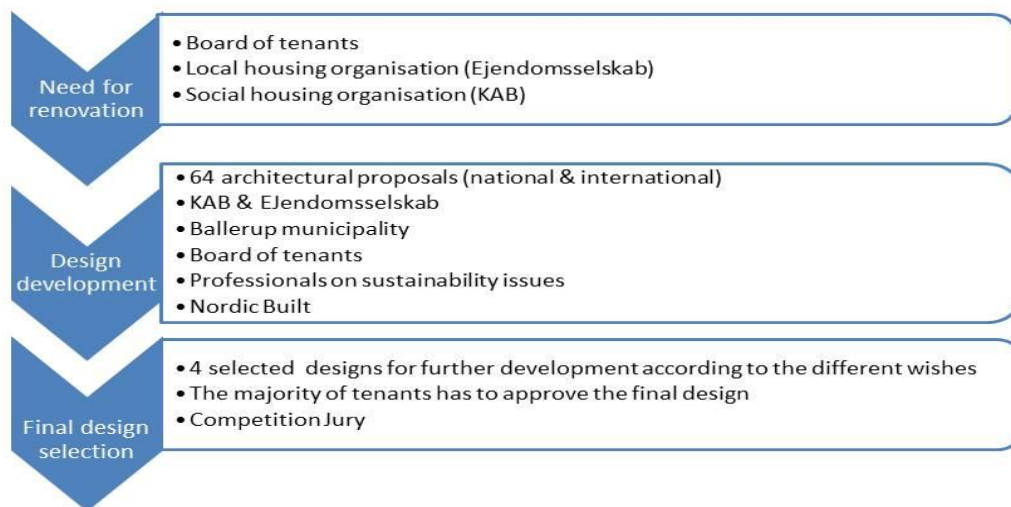 Need for
renovation
• Board of tenants
• Local housing organisation (Ejendomsselskab)
• Social housing organisation (KAB)
Design
development
• 64 architectural proposals (national & international)
• KAB & EJendomsselskab
• Ballerup municipality
• Board of tenants
• Professionals on sustainability issues
• Nordic Built
Final design
selection
• 4 selected designs for further development according to the different wishes
• The majority of tenants has to approve the final design
• Competition Jury